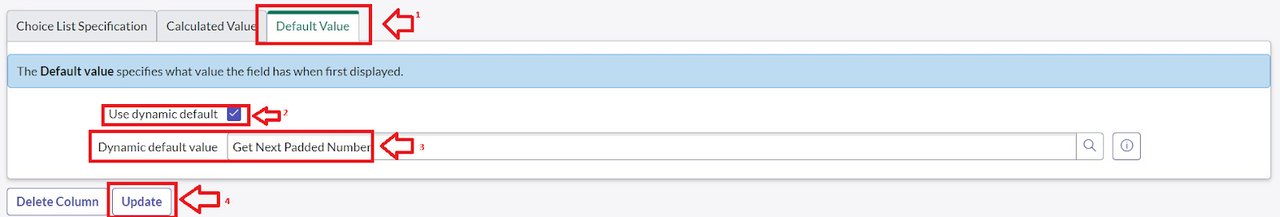 Choice List Specification Calculated Value Default Value 1
The Default value specifies what value the field has when first displayed.
Use dynamic default 2
Dynamic default value Get Next Padded Number 3
Delete Column Update 4